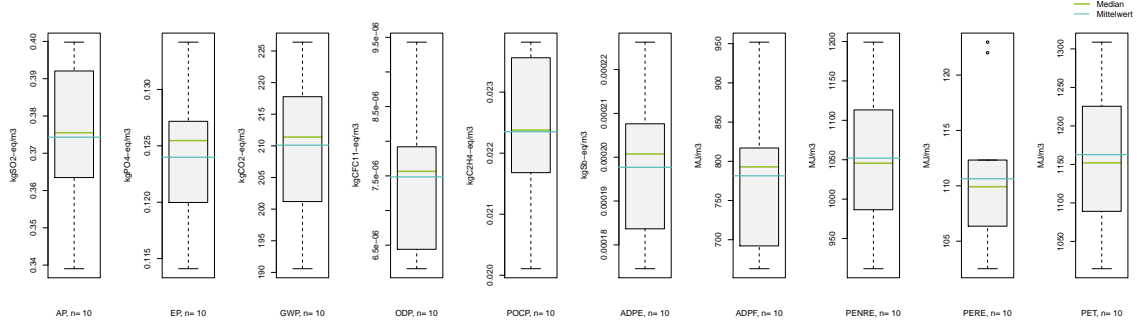 Median
Mittelwert
kgSO2−eq/m3
0.34
0.35
0.36
0.37
0.38
0.39
0.40
AP, n= 10
kgPO4−eq/m3
0.115
0.120
0.125
0.130
EP, n= 10
kgCO2−eq/m3
190
195
200
205
210
215
220
225
GWP, n= 10
kgCFC11−eq/m3
6.5e−06
7.5e−06
8.5e−06
9.5e−06
ODP, n= 10
kgC2H4−eq/m3
0.020
0.021
0.022
0.023
POCP, n= 10
kgSb−eq/m3
0.00018
0.00019
0.00020
0.00021
0.00022
ADPE, n= 10
MJ/m3
700
750
800
850
900
950
ADPF, n= 10
MJ/m3
950
1000
1050
1100
1150
1200
PENRE, n= 10
MJ/m3
105
110
115
120
PERE, n= 10
MJ/m3
1050
1100
1150
1200
1250
1300
PET, n= 10